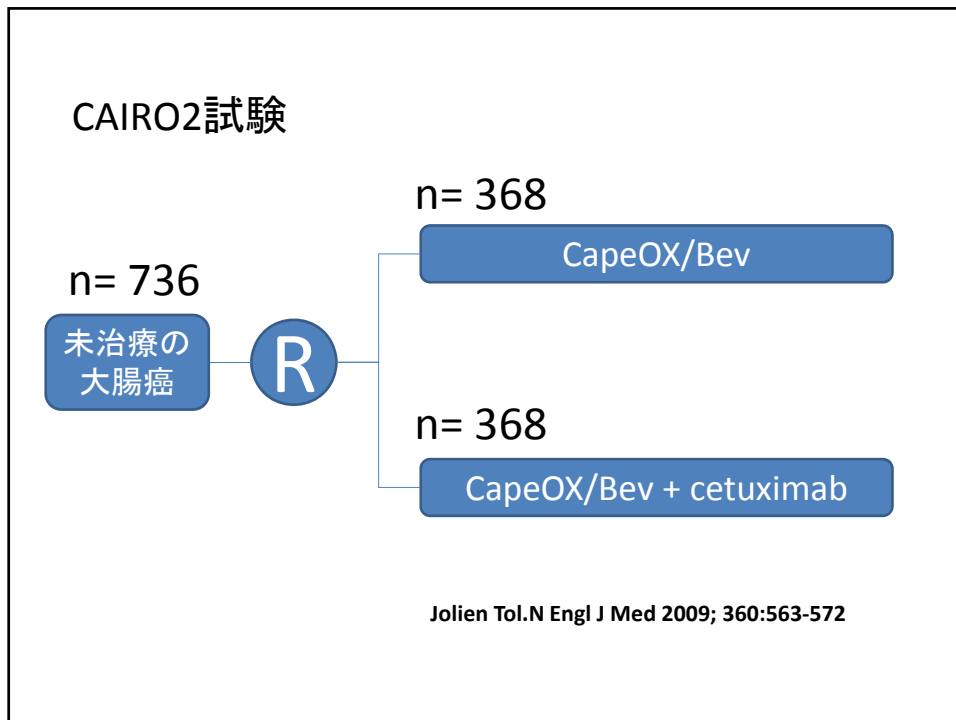 CAIRO2試験
n= 736
未治療の
大腸癌
R
n= 368
CapeOX/Bev
n= 368
CapeOX/Bev + cetuximab
Jolien Tol.N Engl J Med 2009; 360:563-572